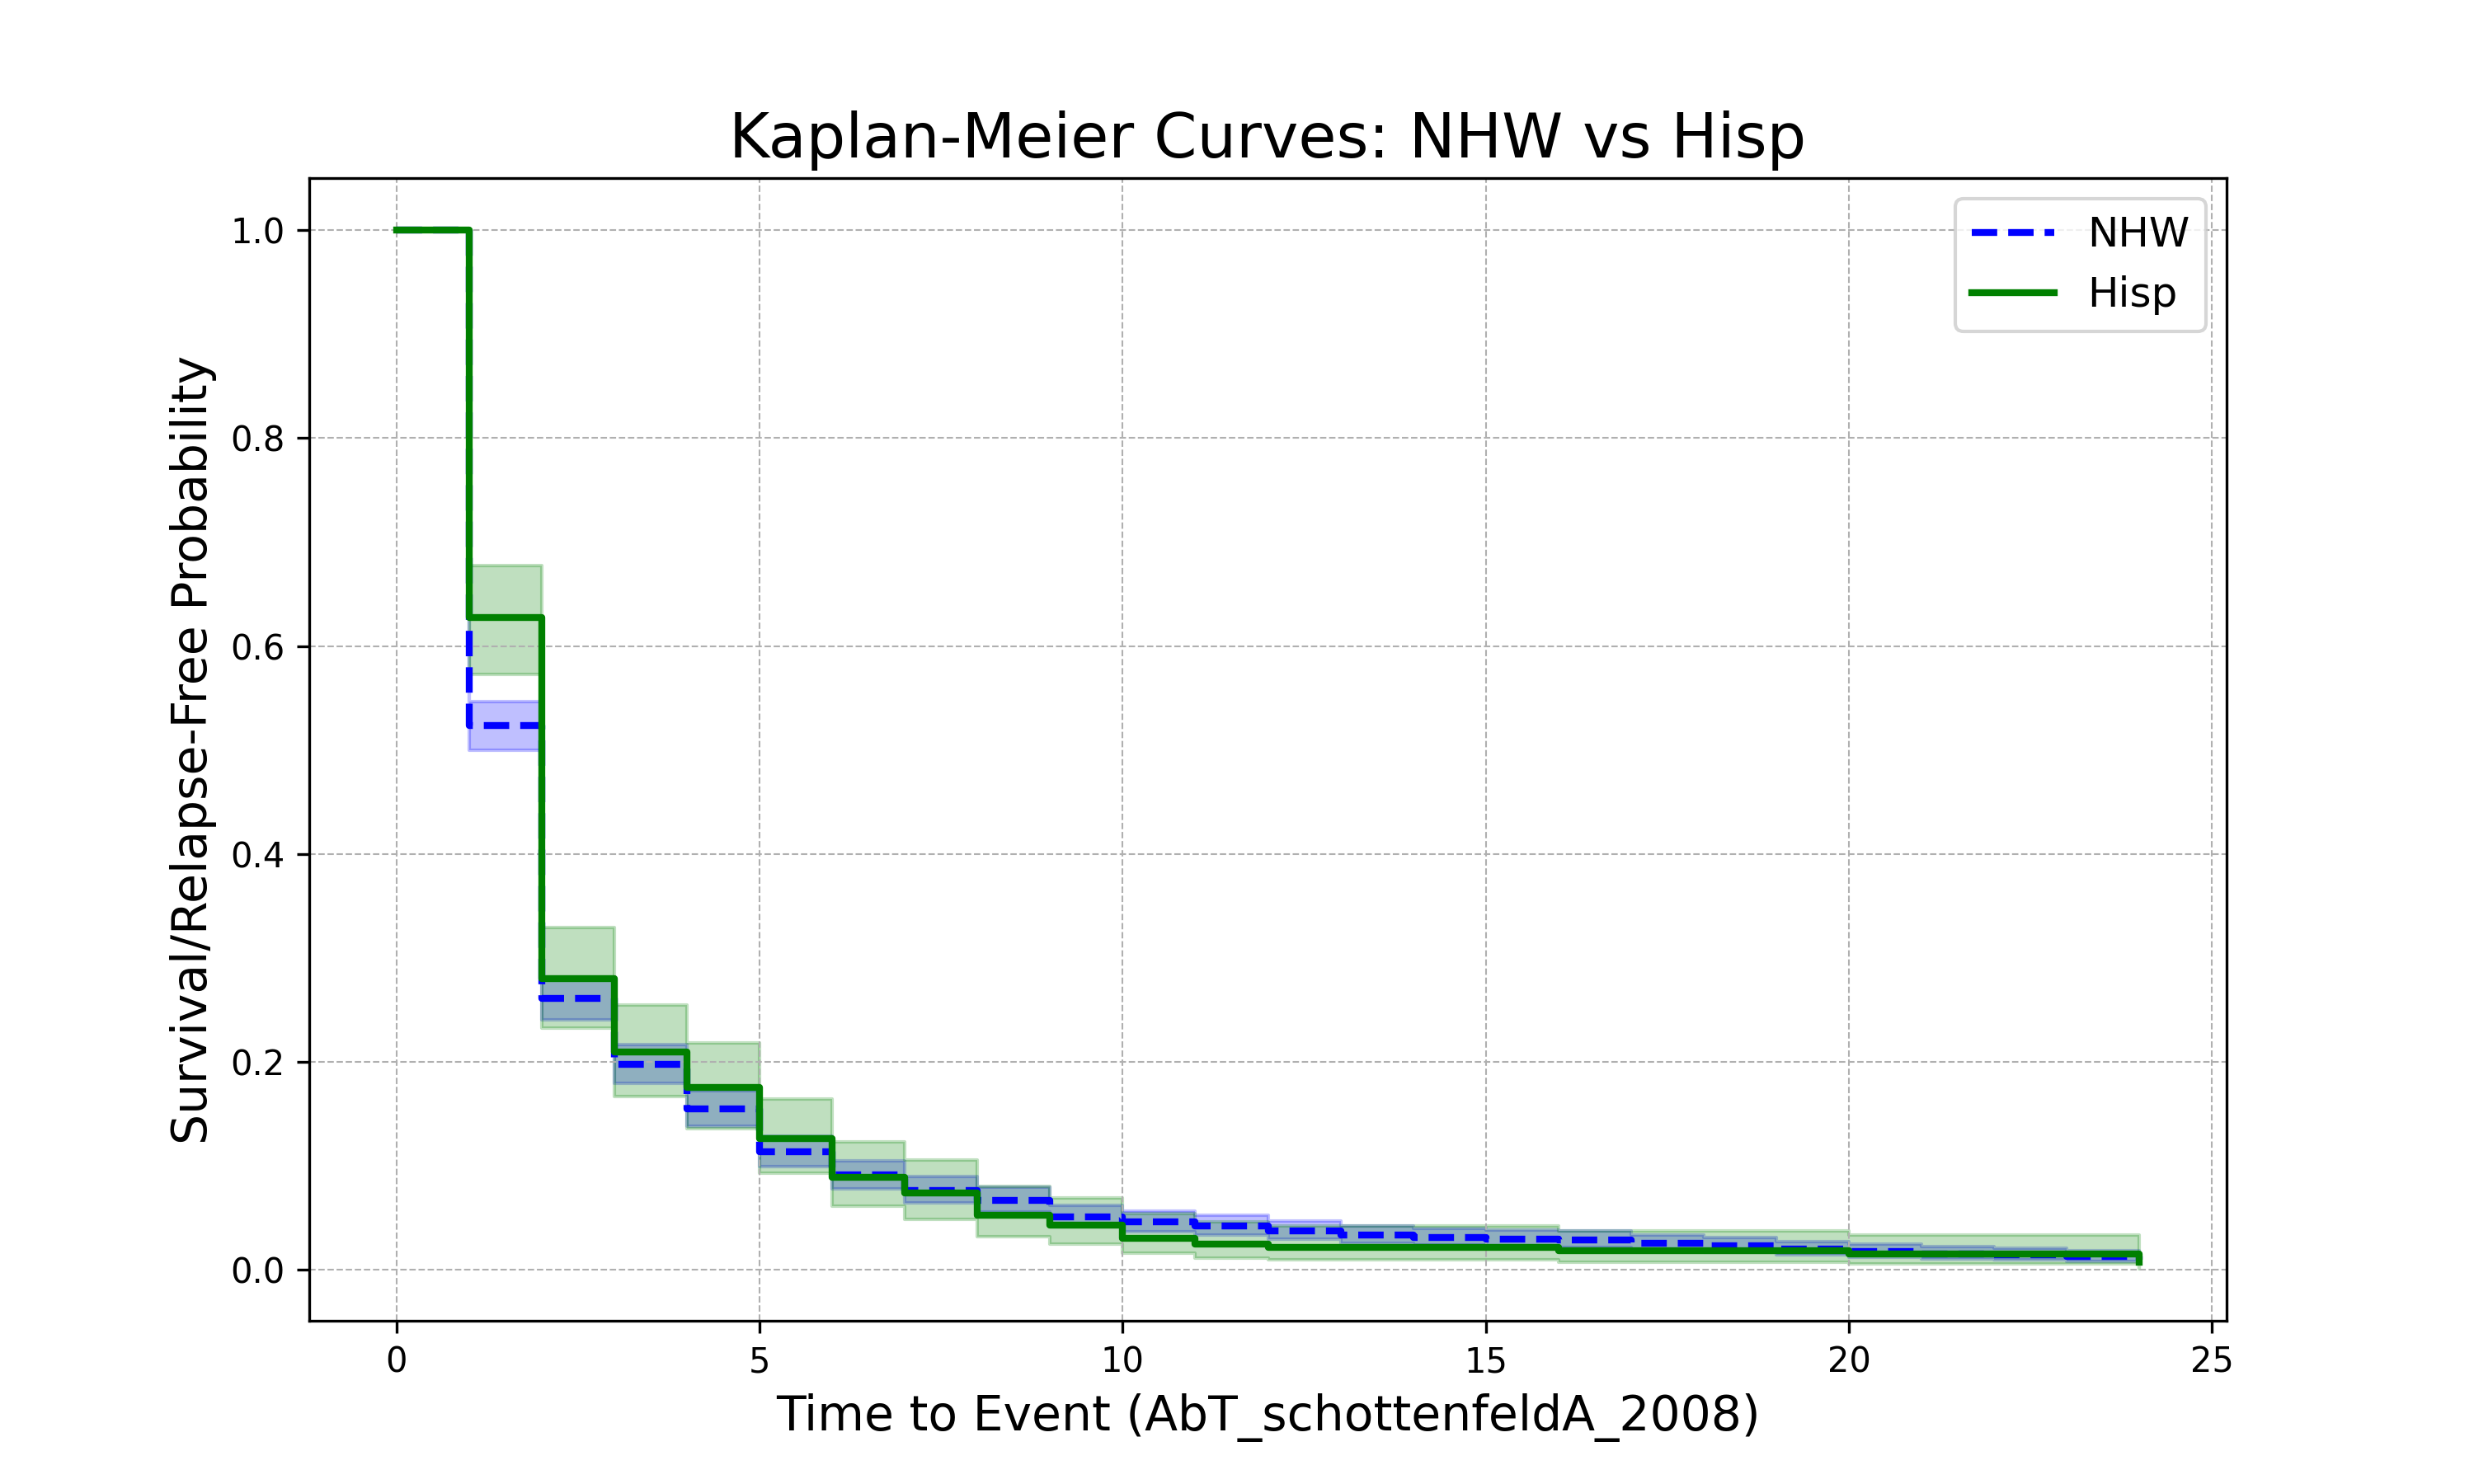 Kaplan-Meier Curves: NHW vs Hisp
NHW
Hisp
Survival/Relapse-Free Probability
1.0
0.8
0.6
0.4
0.2
0.0
0 5 10 15 20 25
Time to Event (AbT_schottenfeldA_2008)